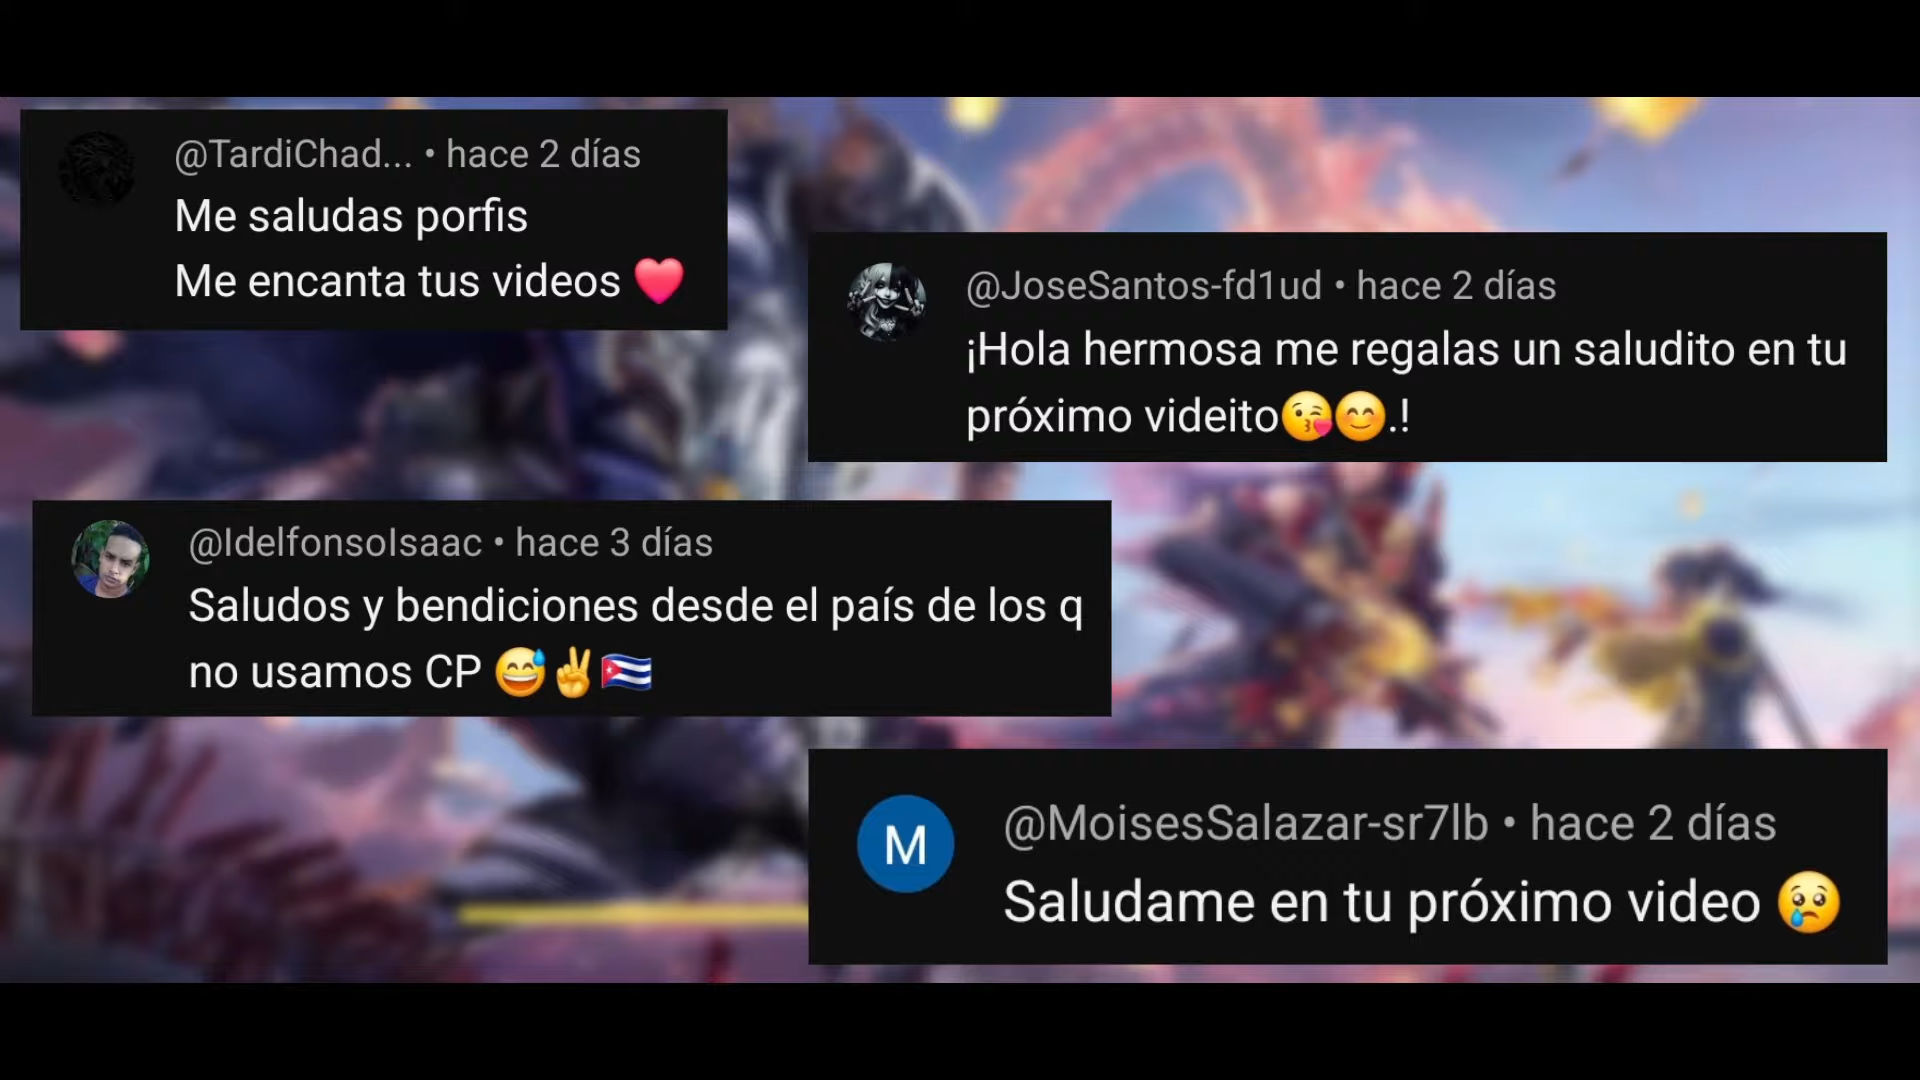 @TardiChad... • hace 2 días
Me saludas porfis
Me encanta tus videos ❤️
@JoseSantos-fd1ud • hace 2 días
¡Hola hermosa me regalas un saludito en tu
próximo videito😘😊.!
@IdelfonsoIsaac • hace 3 días
Saludos y bendiciones desde el país de los q
no usamos CP 😅✌️🇨🇺
M
@MoisesSalazar-sr7lb • hace 2 días
Saludame en tu próximo video 😢